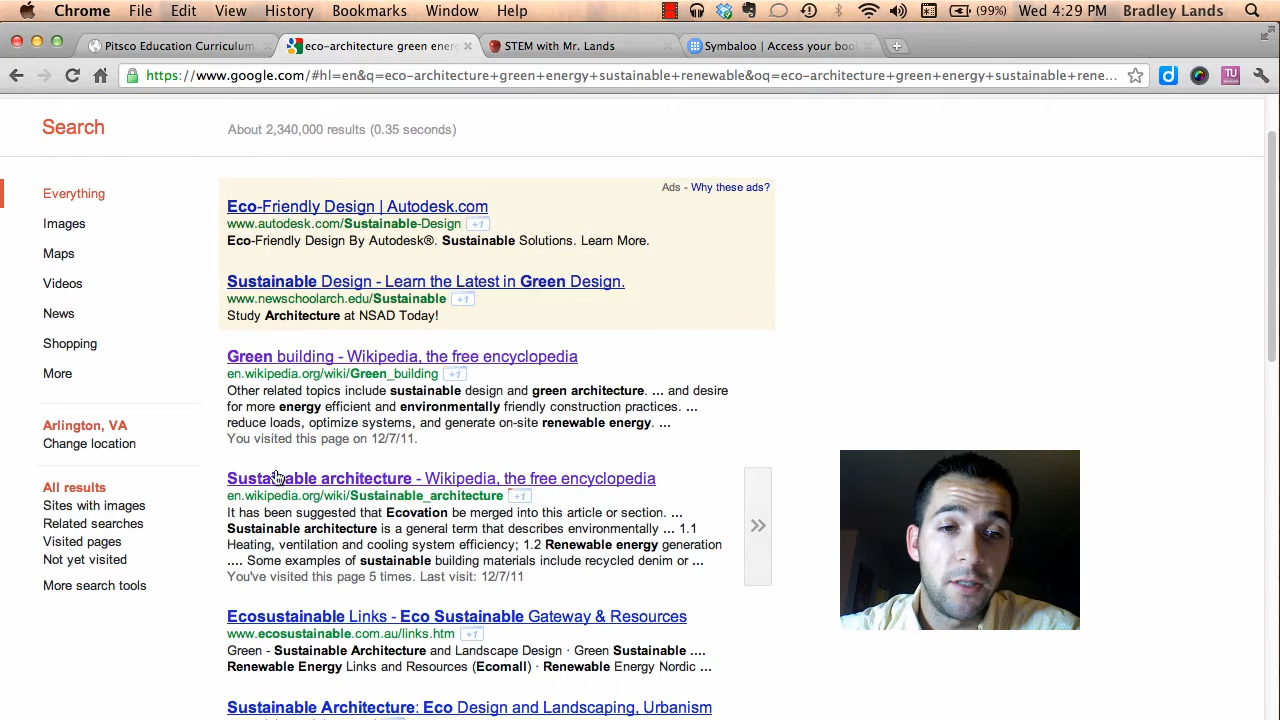 Chrome File Edit View History Bookmarks Window Help (99%) Wed 4:29 PM Bradley Lands
Pitsco Education Curriculum eco-architecture green energ STEM with Mr. Lands Symbaloo | Access your boo
https://www.google.com/#hl=en&q=eco-architecture+green+energy+sustainable+renewable&oq=eco-architecture+green+energy+sustainable+rene...
Search
About 2,340,000 results (0.35 seconds)
Everything
Images
Maps
Videos
News
Shopping
More
Arlington, VA
Change location
All results
Sites with images
Related searches
Visited pages
Not yet visited
More search tools
Ads - Why these ads?
Eco-Friendly Design | Autodesk.com
www.autodesk.com/Sustainable-Design +1
Eco-Friendly Design By Autodesk®. Sustainable Solutions. Learn More.
Sustainable Design - Learn the Latest in Green Design.
www.newschoolarch.edu/Sustainable +1
Study Architecture at NSAD Today!
Green building - Wikipedia, the free encyclopedia
en.wikipedia.org/wiki/Green_building +1
Other related topics include sustainable design and green architecture. ... and desire
for more energy efficient and environmentally friendly construction practices. ...
reduce loads, optimize systems, and generate on-site renewable energy. ...
You visited this page on 12/7/11.
Sustainable architecture - Wikipedia, the free encyclopedia
en.wikipedia.org/wiki/Sustainable_architecture +1
It has been suggested that Ecovation be merged into this article or section. ...
Sustainable architecture is a general term that describes environmentally ... 1.1
Heating, ventilation and cooling system efficiency; 1.2 Renewable energy generation
.... Some examples of sustainable building materials include recycled denim or ...
You've visited this page 5 times. Last visit: 12/7/11
Ecosustainable Links - Eco Sustainable Gateway & Resources
www.ecosustainable.com.au/links.htm +1
Green - Sustainable Architecture and Landscape Design · Green Sustainable ....
Renewable Energy Links and Resources (Ecomall) · Renewable Energy Nordic ...
Sustainable Architecture: Eco Design and Landscaping, Urbanism